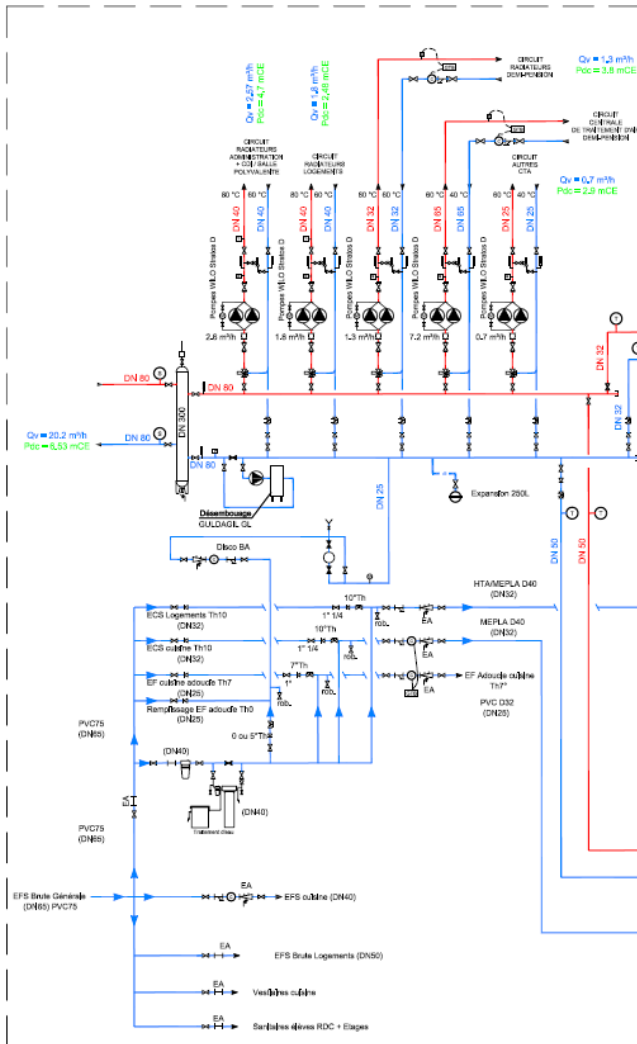 Qv = 2,57 m³/h
Pdc = 4,7 mCE
Qv = 1,8 m³/h
Pdc = 2,48 mCE
CIRCUIT
RADIATEURS
DEMI-PENSION
Qv = 1,3 m³/h
Pdc = 3,8 mCE
CIRCUIT
RADIATEURS
ADMINISTRATION
+ CDI / SALLE
POLYVALENTE
CIRCUIT
RADIATEURS
LOGEMENTS
CIRCUIT
CENTRALE
DE TRAITEMENT D'AIR
DEMI-PENSION
CIRCUIT
AUTRES
CTA
Qv = 0,7 m³/h
Pdc = 2,9 mCE
80 °C
60 °C
80 °C
60 °C
80 °C
60 °C
60 °C
40 °C
60 °C
40 °C
DN 40
DN 40
DN 40
DN 40
DN 32
DN 32
DN 65
DN 65
DN 25
DN 25
Pompes WILO Stratos D
Pompes WILO Stratos D
Pompes WILO Stratos D
Pompes WILO Stratos D
Pompes WILO Stratos D
2.6 m³/h
1.8 m³/h
1.3 m³/h
7.2 m³/h
0.7 m³/h
T
DN 32
DN 32
DN 80
DN 80
DN 300
Qv = 20,2 m³/h
Pdc = 6,53 mCE
DN 80
DN 80
DN 25
Désembouage
GULDAGIL GL
Expansion 250L
T
T
DN 50
DN 50
Disco BA
ECS Logements Th10
(DN32)
10°Th
1" 1/4
rob.
EA
HTA/MEPLA D40
(DN32)
ECS cuisine Th10
(DN32)
10°Th
1" 1/4
rob.
EA
MEPLA D40
(DN32)
EF cuisine adoucie Th7
(DN25)
7°Th
1"
rob.
EA
EF Adoucie cuisine
Th7°
Remplissage EF adoucie Th0
(DN25)
rob.
PVC D32
(DN25)
PVC75
(DN65)
0 ou 5°Th
(DN40)
EA
(DN40)
Traitement d'eau
PVC75
(DN65)
EFS Brute Générale
(DN65) PVC75
EA
EFS cuisine (DN40)
EA
EFS Brute Logements (DN50)
EA
Vestiaires cuisine
EA
Sanitaires élèves RDC + Etages